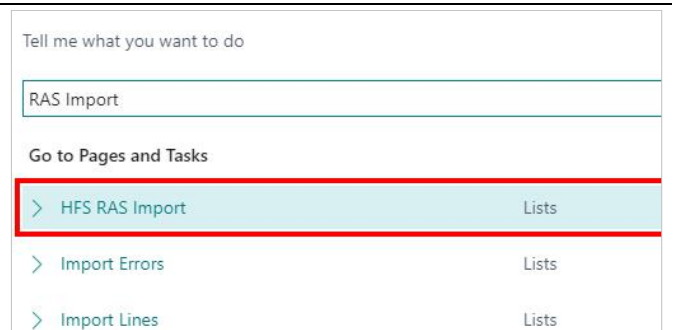 Tell me what you want to do
RAS Import
Go to Pages and Tasks
HFS RAS Import Lists
Import Errors Lists
Import Lines Lists